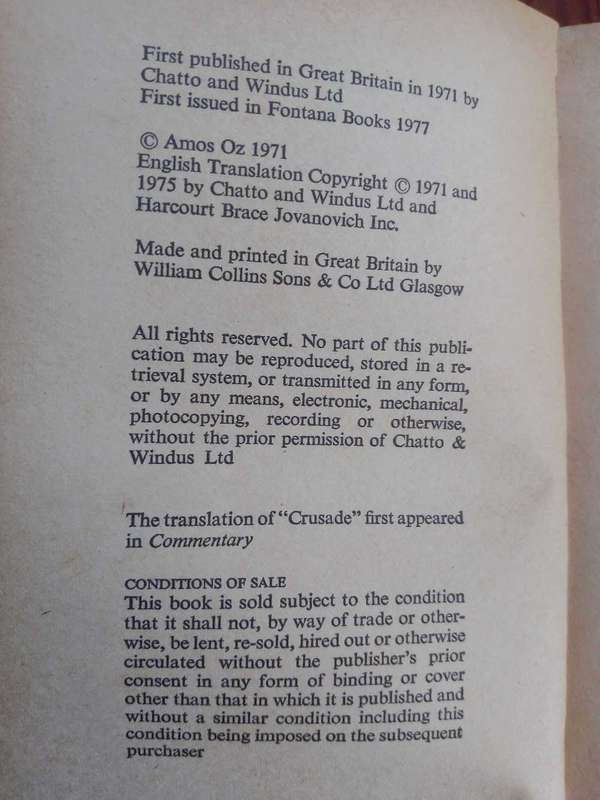 First published in Great Britain in 1971 by
Chatto and Windus Ltd
First issued in Fontana Books 1977
© Amos Oz 1971
English Translation Copyright © 1971 and
1975 by Chatto and Windus Ltd and
Harcourt Brace Jovanovich Inc.
Made and printed in Great Britain by
William Collins Sons & Co Ltd Glasgow
All rights reserved. No part of this publi-
cation may be reproduced, stored in a re-
trieval system, or transmitted in any form,
or by any means, electronic, mechanical,
photocopying, recording or otherwise,
without the prior permission of Chatto &
Windus Ltd
The translation of "Crusade" first appeared
in Commentary
CONDITIONS OF SALE
This book is sold subject to the condition
that it shall not, by way of trade or other-
wise, be lent, re-sold, hired out or otherwise
circulated without the publisher's prior
consent in any form of binding or cover
other than that in which it is published and
without a similar condition including this
condition being imposed on the subsequent
purchaser